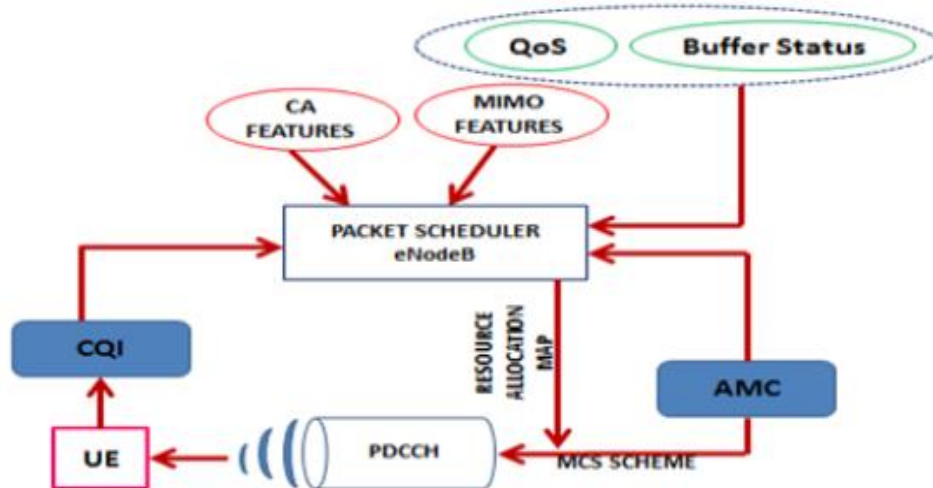 QoS
Buffer Status
CA
FEATURES
MIMO
FEATURES
PACKET SCHEDULER
eNodeB
CQI
RESOURCE
ALLOCATION
MAP
AMC
UE
PDCCH
MCS SCHEME